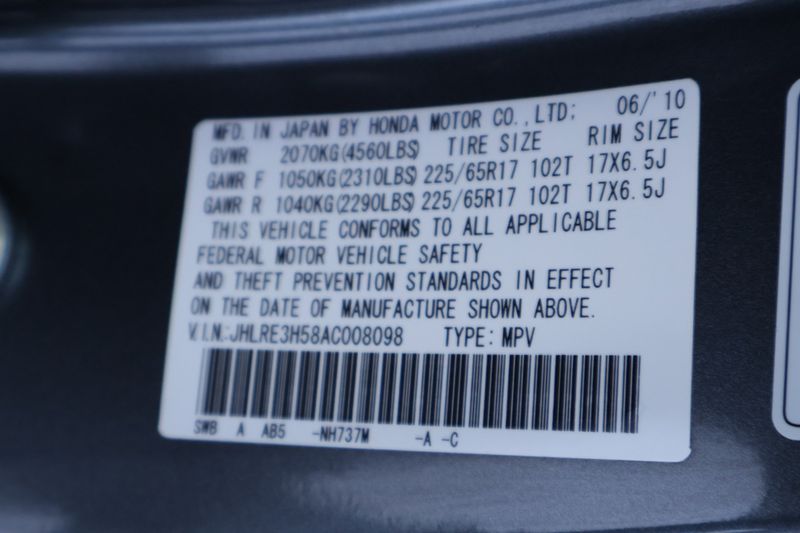 MFD. IN JAPAN BY HONDA MOTOR CO., LTD; 06/'10
GVWR 2070KG(4560LBS) TIRE SIZE RIM SIZE
GAWR F 1050KG(2310LBS) 225/65R17 102T 17X6.5J
GAWR R 1040KG(2290LBS) 225/65R17 102T 17X6.5J
THIS VEHICLE CONFORMS TO ALL APPLICABLE
FEDERAL MOTOR VEHICLE SAFETY
AND THEFT PREVENTION STANDARDS IN EFFECT
ON THE DATE OF MANUFACTURE SHOWN ABOVE.
V.I.N.:JHLRE3H58AC008098 TYPE: MPV
SWB A AB5 -NH737M -A -C